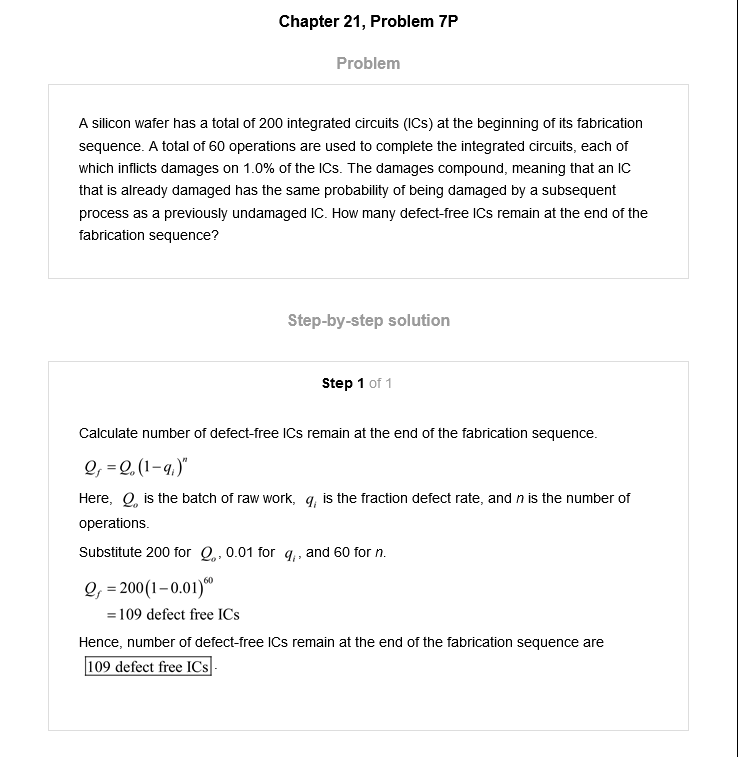 Chapter 21, Problem 7P
Problem
A silicon wafer has a total of 200 integrated circuits (ICs) at the beginning of its fabrication
sequence. A total of 60 operations are used to complete the integrated circuits, each of
which inflicts damages on 1.0% of the ICs. The damages compound, meaning that an IC
that is already damaged has the same probability of being damaged by a subsequent
process as a previously undamaged IC. How many defect-free ICs remain at the end of the
fabrication sequence?
Step-by-step solution
Step 1 of 1
Calculate number of defect-free ICs remain at the end of the fabrication sequence.
Q_f = Q_o (1 − q_i)^n
Here, Q_o is the batch of raw work, q_i is the fraction defect rate, and n is the number of
operations.
Substitute 200 for Q_o, 0.01 for q_i, and 60 for n.
Q_f = 200(1 − 0.01)^60
= 109 defect free ICs
Hence, number of defect-free ICs remain at the end of the fabrication sequence are
109 defect free ICs.